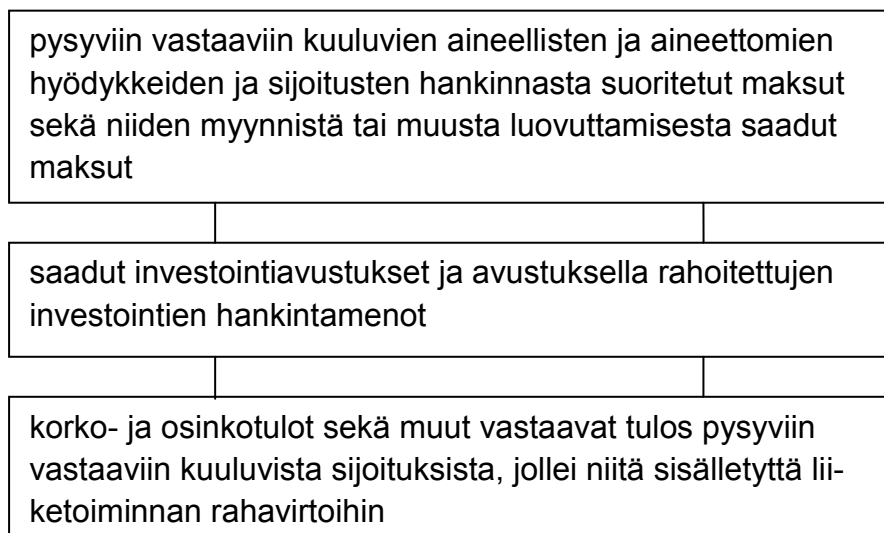 pysyviin vastaaviin kuuluvien aineellisten ja aineettomien
hyödykkeiden ja sijoitusten hankinnasta suoritetut maksut
sekä niiden myynnistä tai muusta luovuttamisesta saadut
maksut
saadut investointiavustukset ja avustuksella rahoitettujen
investointien hankintamenot
korko- ja osinkotulot sekä muut vastaavat tulos pysyviin
vastaaviin kuuluvista sijoituksista, jollei niitä sisälletyttä lii-
ketoiminnan rahavirtoihin